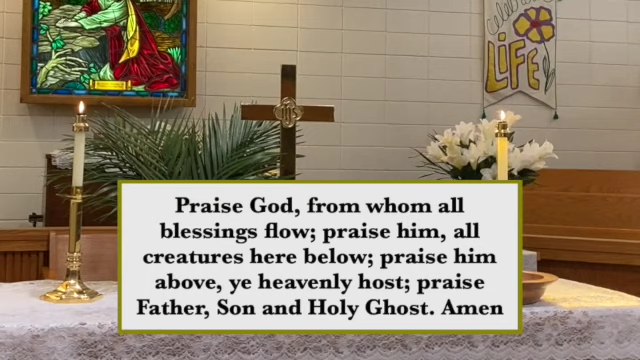 Celebrate
LiFE
Praise God, from whom all
blessings flow; praise him, all
creatures here below; praise him
above, ye heavenly host; praise
Father, Son and Holy Ghost. Amen